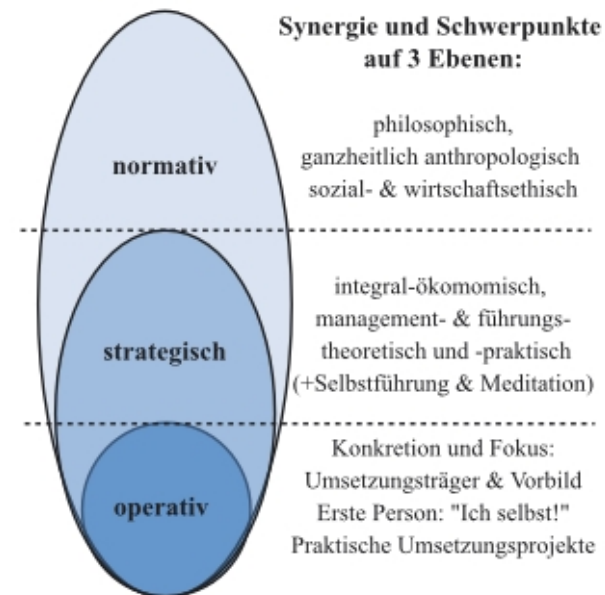 Synergie und Schwerpunkte
auf 3 Ebenen:
normativ
philosophisch,
ganzheitlich anthropologisch
sozial- & wirtschaftsethisch
strategisch
integral-ökomomisch,
management- & führungs-
theoretisch und -praktisch
(+Selbstführung & Meditation)
operativ
Konkretion und Fokus:
Umsetzungsträger & Vorbild
Erste Person: "Ich selbst!"
Praktische Umsetzungsprojekte